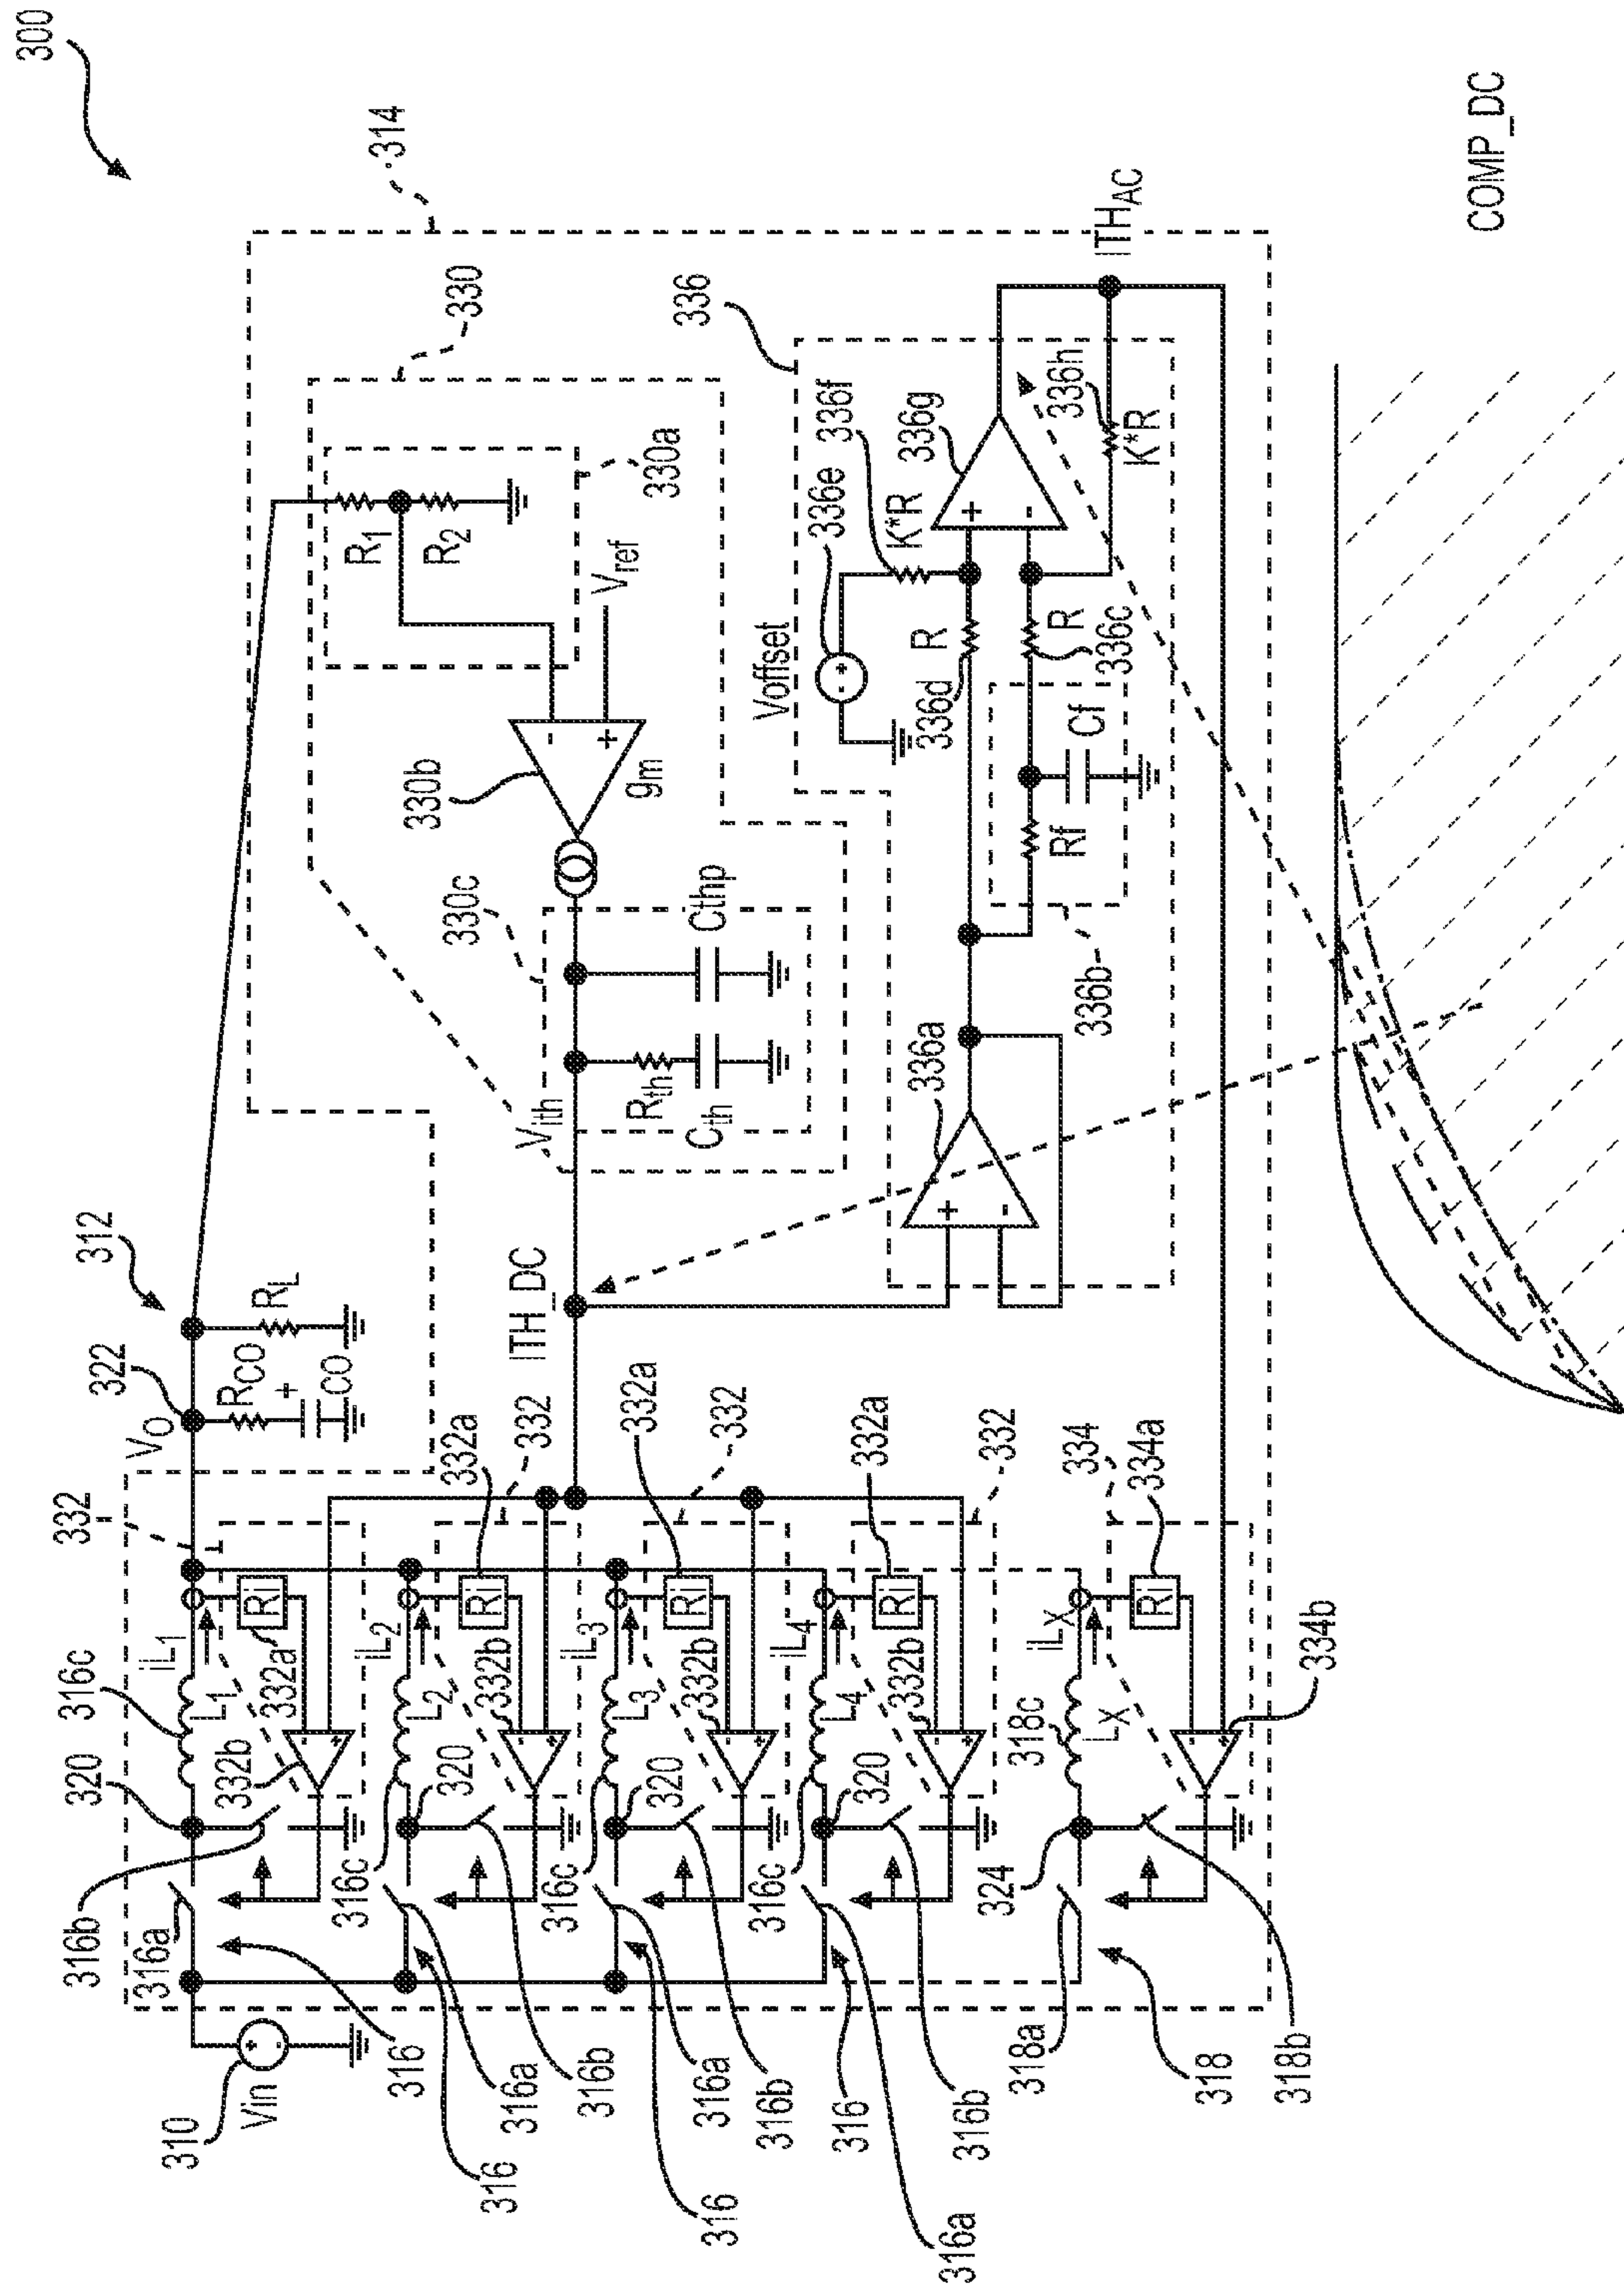 300
310
Vin
316
316a
316b
320
316c
iL1
L1
332
332a
332b
VO
322
312
RCO
+
CO
RL
314
316
316a
316b
320
316c
iL2
L2
332a
332
332b
Ri
ITH_DC
Vith
330c
Rth
Cth
Cthp
330b
gm
-
+
Vref
R1
R2
330a
330
316
316a
316b
320
316c
iL3
L3
332a
332
332b
Ri
316
316a
316b
320
316c
iL4
L4
332a
332
332b
Ri
336
Voffset
336e
336f
K*R
336g
+
-
336h
K*R
336d
R
R
336c
336a
+
-
336b
Rf
Cf
318
318a
318b
324
318c
iLX
LX
334
334a
334b
Ri
Ri
ITHAC
COMP_DC